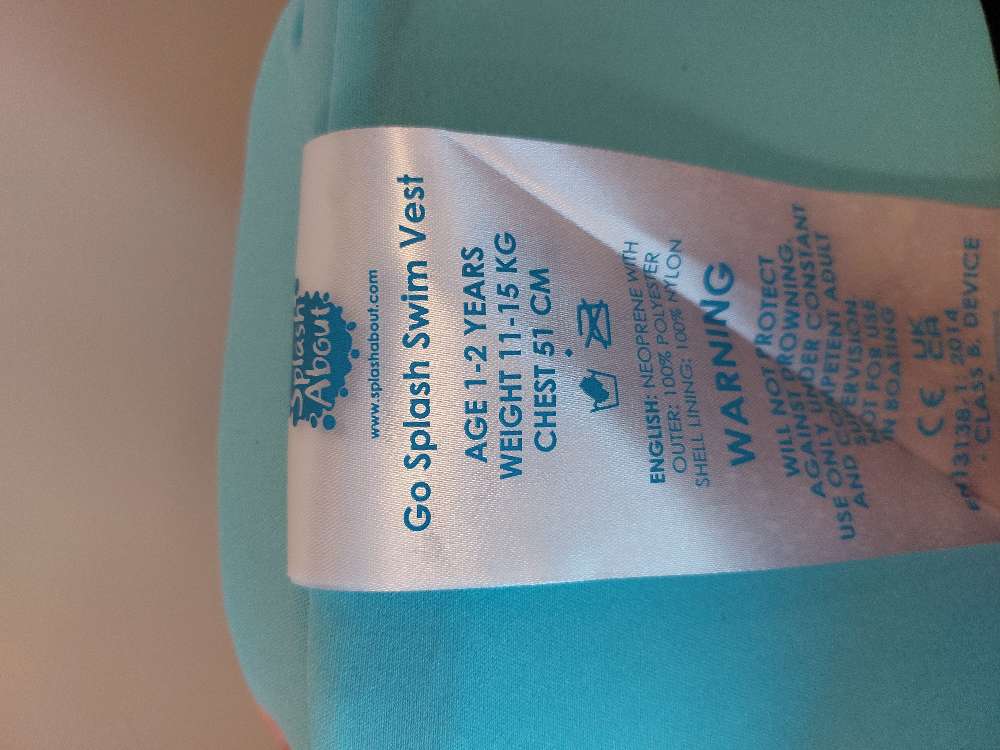 Splash
About
www.splashabout.com
Go Splash Swim Vest
AGE 1-2 YEARS
WEIGHT 11-15 KG
CHEST 51 CM
ENGLISH: NEOPRENE WITH
OUTER: 100% POLYESTER
SHELL LINING: 100% NYLON
WARNING
WILL NOT PROTECT
AGAINST DROWNING.
USE ONLY UNDER CONSTANT
AND COMPETENT ADULT
SUPERVISION.
NOT FOR USE
IN BOATING
CE UK CA
EN13138-1 2014
- CLASS B. DEVICE